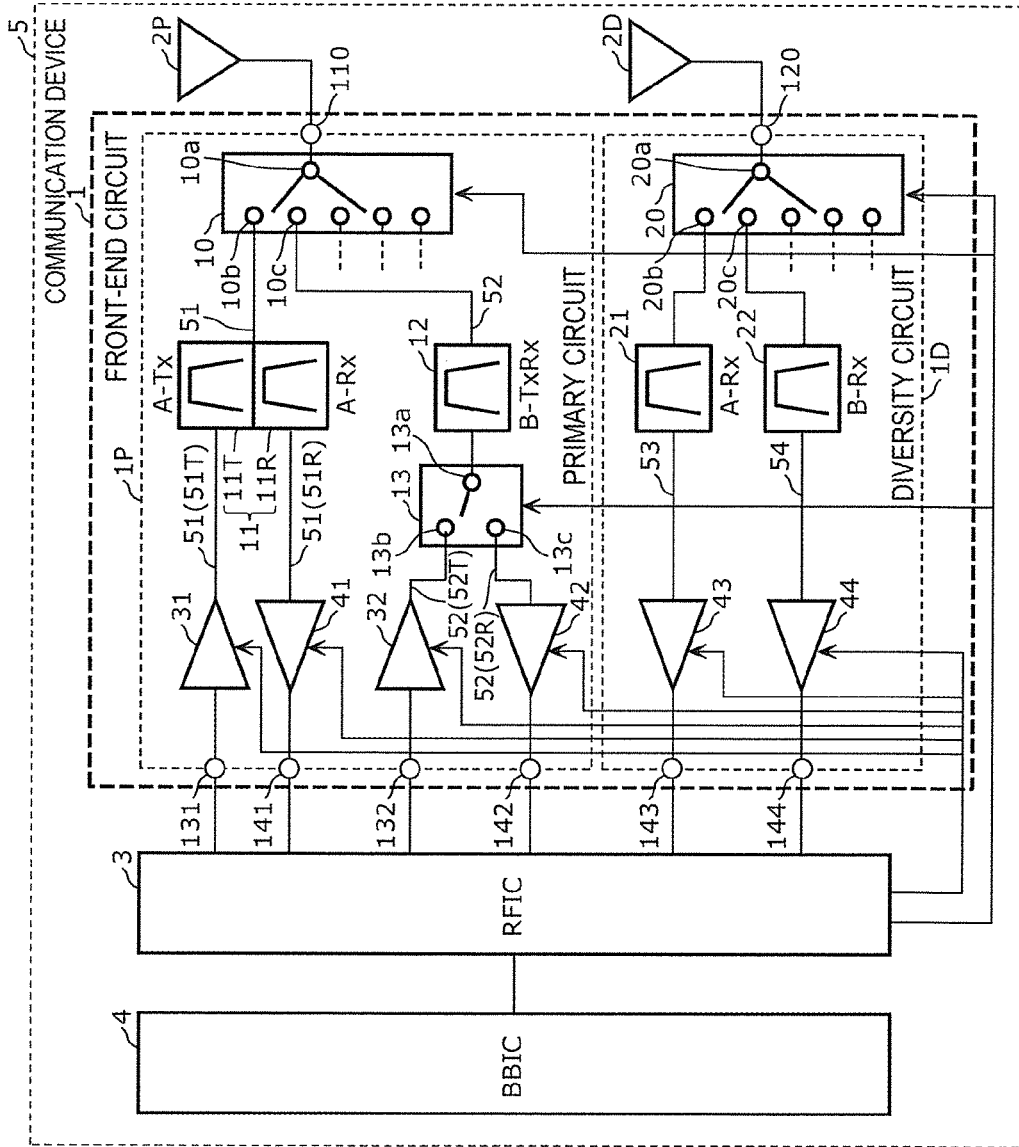 5
COMMUNICATION DEVICE
1
FRONT-END CIRCUIT
2P
2D
110
120
1P
PRIMARY CIRCUIT
DIVERSITY CIRCUIT
1D
10
10a
10b
10c
20
20a
20b
20c
51
52
A-Tx
A-Rx
12
B-TxRx
21
A-Rx
22
B-Rx
11T
11
11R
51(51T)
51(51R)
13
13a
13b
13c
52(52T)
52(52R)
53
54
31
41
32
42
43
44
131
141
132
142
143
144
3
RFIC
4
BBIC